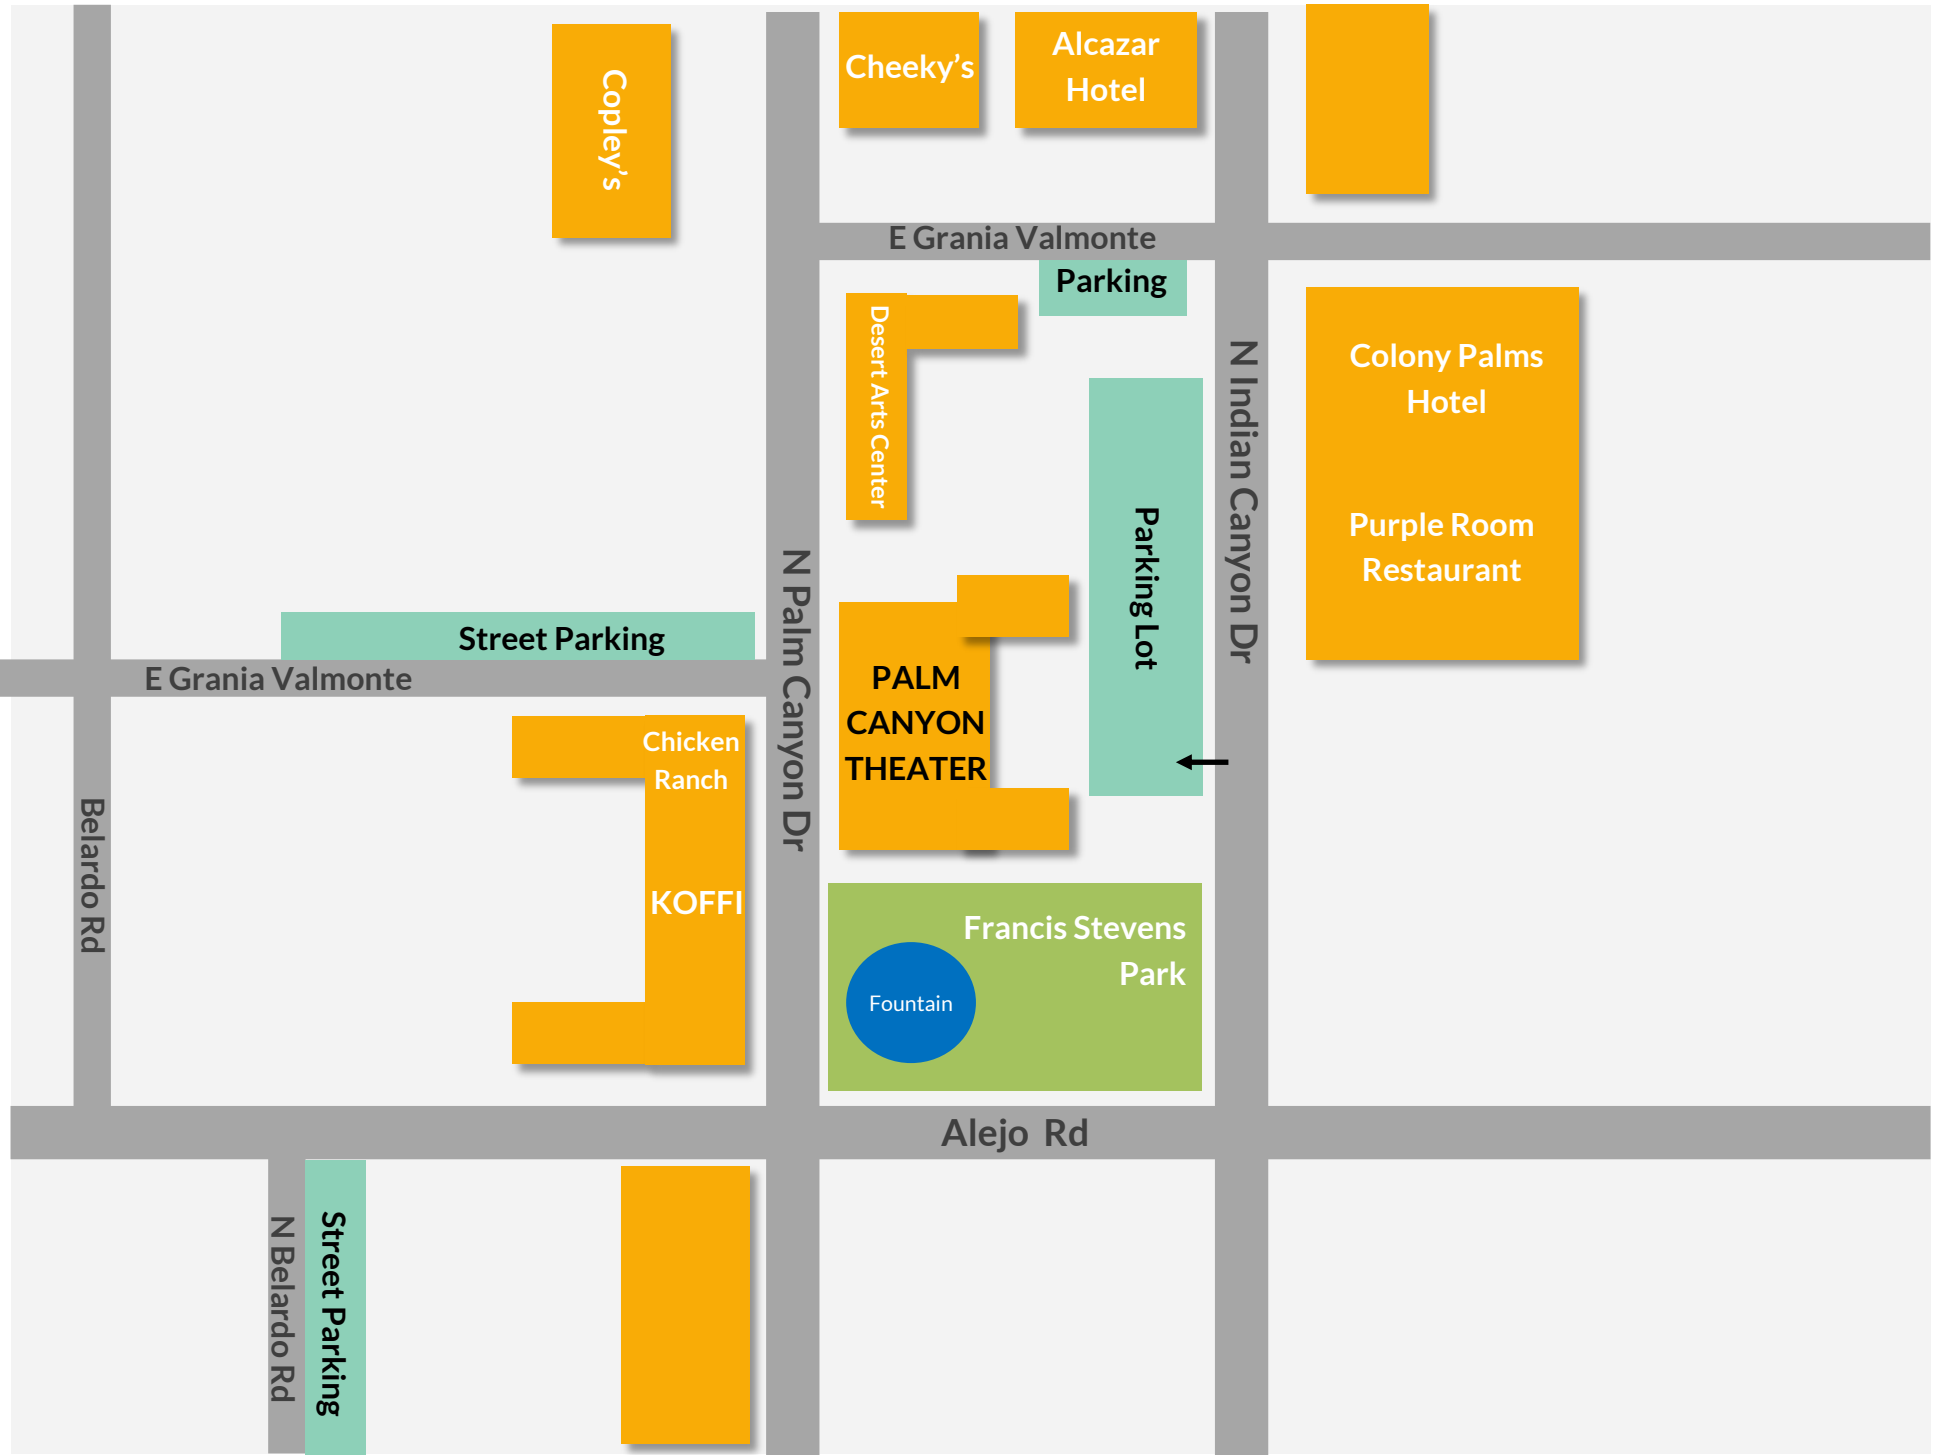 Copley’s
Cheeky’s
Alcazar
Hotel
E Grania Valmonte
Parking
Desert Arts Center
N Indian Canyon Dr
Colony Palms
Hotel
Purple Room
Restaurant
Parking Lot
N Palm Canyon Dr
Street Parking
E Grania Valmonte
PALM
CANYON
THEATER
Chicken
Ranch
KOFFI
Belardo Rd
Francis Stevens
Park
Fountain
Alejo Rd
N Belardo Rd
Street Parking